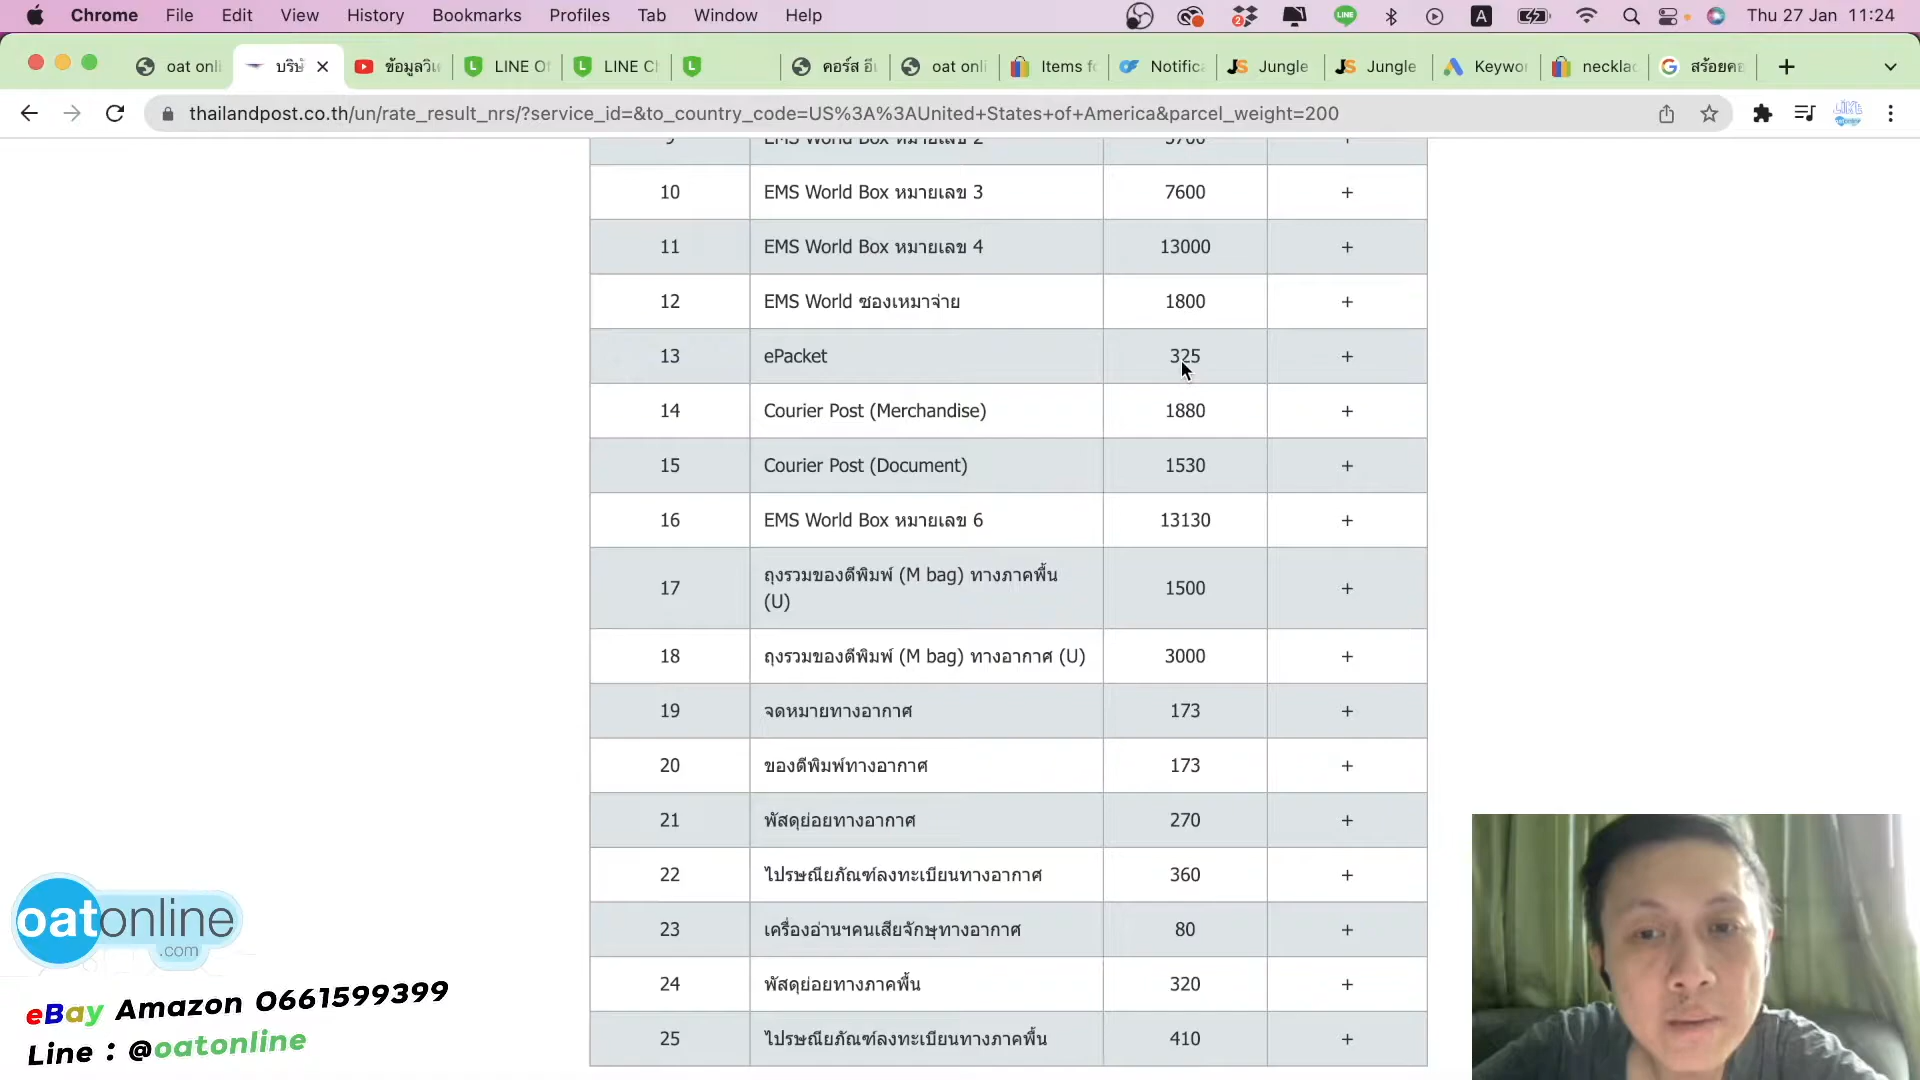 Chrome File Edit View History Bookmarks Profiles Tab Window Help Thu 27 Jan 11:24
oat onli บริษั ข้อมูลวิเ LINE Of LINE C คอร์ส อี oat onli Items fo Notifica Jungle Jungle Keywor necklac สร้อยคอ
thailandpost.co.th/un/rate_result_nrs/?service_id=&to_country_code=US%3A%3AUnited+States+of+America&parcel_weight=200
9 EMS World Box หมายเลข 2 5700 +
10 EMS World Box หมายเลข 3 7600 +
11 EMS World Box หมายเลข 4 13000 +
12 EMS World ซองเหมาจ่าย 1800 +
13 ePacket 325 +
14 Courier Post (Merchandise) 1880 +
15 Courier Post (Document) 1530 +
16 EMS World Box หมายเลข 6 13130 +
17 ถุงรวมของตีพิมพ์ (M bag) ทางภาคพื้น 1500 +
(U)
18 ถุงรวมของตีพิมพ์ (M bag) ทางอากาศ (U) 3000 +
19 จดหมายทางอากาศ 173 +
20 ของตีพิมพ์ทางอากาศ 173 +
21 พัสดุย่อยทางอากาศ 270 +
22 ไปรษณียภัณฑ์ลงทะเบียนทางอากาศ 360 +
23 เครื่องอ่านฯคนเสียจักษุทางอากาศ 80 +
24 พัสดุย่อยทางภาคพื้น 320 +
25 ไปรษณียภัณฑ์ลงทะเบียนทางภาคพื้น 410 +
oatonline
.com
eBay Amazon 0661599399
Line : @oatonline